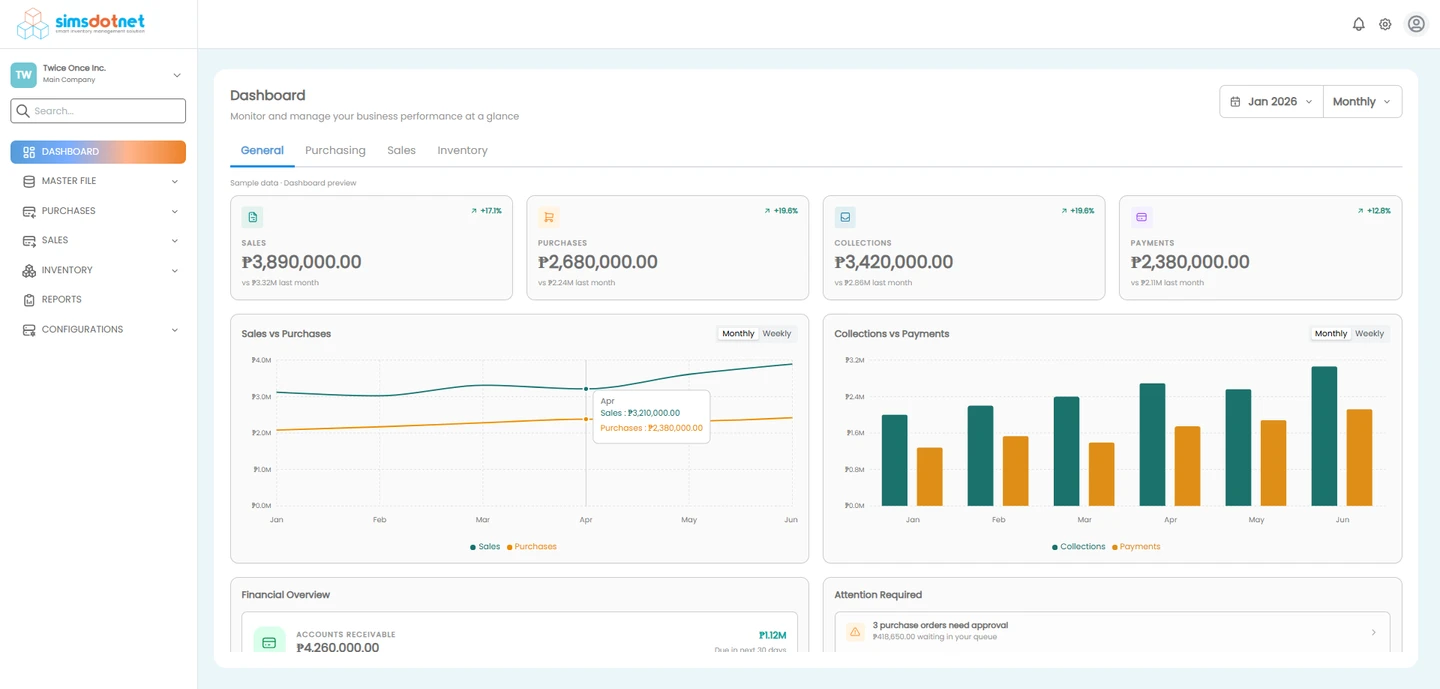 simsdotnet
smart inventory management solution
TW
Twice Once Inc.
Main Company
Search...
DASHBOARD
MASTER FILE
PURCHASES
SALES
INVENTORY
REPORTS
CONFIGURATIONS
Dashboard
Monitor and manage your business performance at a glance
Jan 2026
Monthly
General
Purchasing
Sales
Inventory
Sample data · Dashboard preview
+17.1%
SALES
₱3,890,000.00
vs ₱3.32M last month
+19.6%
PURCHASES
₱2,680,000.00
vs ₱2.24M last month
+19.6%
COLLECTIONS
₱3,420,000.00
vs ₱2.86M last month
+12.8%
PAYMENTS
₱2,380,000.00
vs ₱2.11M last month
Sales vs Purchases
Monthly
Weekly
₱4.0M
₱3.0M
₱2.0M
₱1.0M
₱0.0M
Apr
Sales : ₱3,210,000.00
Purchases : ₱2,380,000.00
Jan
Feb
Mar
Apr
May
Jun
Sales
Purchases
Collections vs Payments
Monthly
Weekly
₱3.2M
₱2.4M
₱1.6M
₱0.8M
₱0.0M
Jan
Feb
Mar
Apr
May
Jun
Collections
Payments
Financial Overview
ACCOUNTS RECEIVABLE
₱4,260,000.00
₱1.12M
Due in next 30 days
Attention Required
3 purchase orders need approval
₱418,650.00 waiting in your queue